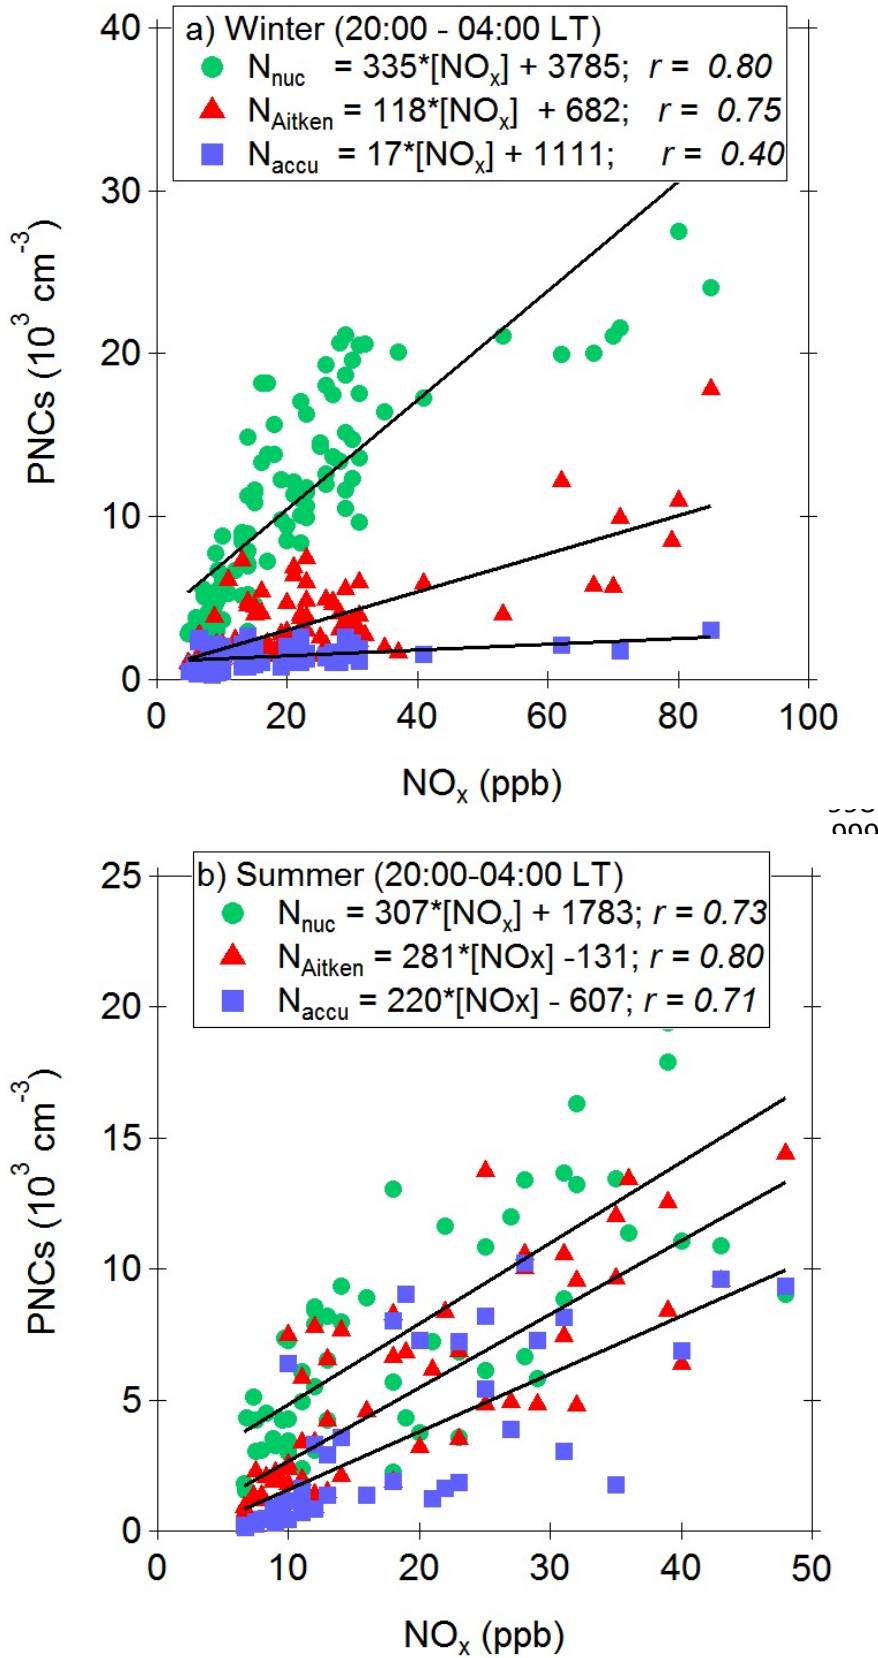 a) Winter (20:00 - 04:00 LT)
Nnuc = 335*[NOx] + 3785; r = 0.80
NAitken = 118*[NOx] + 682; r = 0.75
Naccu = 17*[NOx] + 1111; r = 0.40
40
30
20
10
0
PNCs (10³ cm⁻³)
0 20 40 60 80 100
NOx (ppb)
b) Summer (20:00-04:00 LT)
Nnuc = 307*[NOx] + 1783; r = 0.73
NAitken = 281*[NOx] -131; r = 0.80
Naccu = 220*[NOx] - 607; r = 0.71
25
20
15
10
5
0
PNCs (10³ cm⁻³)
0 10 20 30 40 50
NOx (ppb)